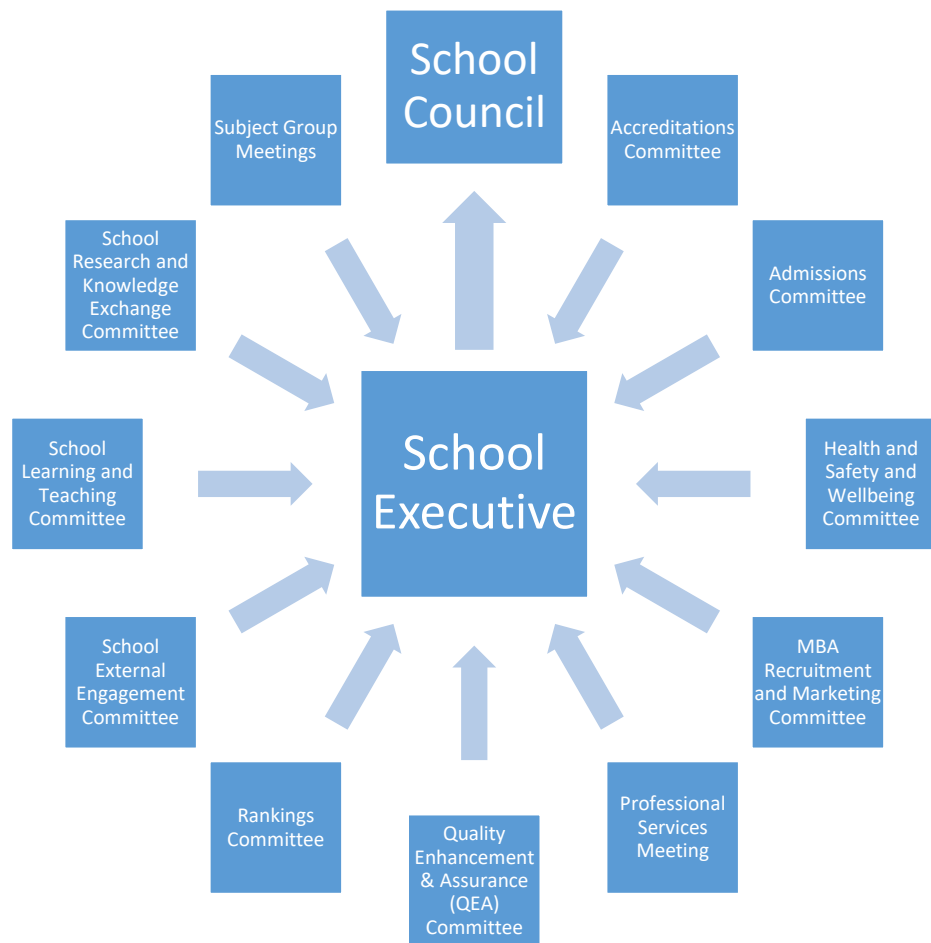 School
Council
Accreditations
Committee
Admissions
Committee
Health and
Safety and
Wellbeing
Committee
MBA
Recruitment
and Marketing
Committee
Professional
Services
Meeting
Quality
Enhancement
& Assurance
(QEA)
Committee
Rankings
Committee
School
External
Engagement
Committee
School
Learning and
Teaching
Committee
School
Research and
Knowledge
Exchange
Committee
Subject Group
Meetings
School
Executive